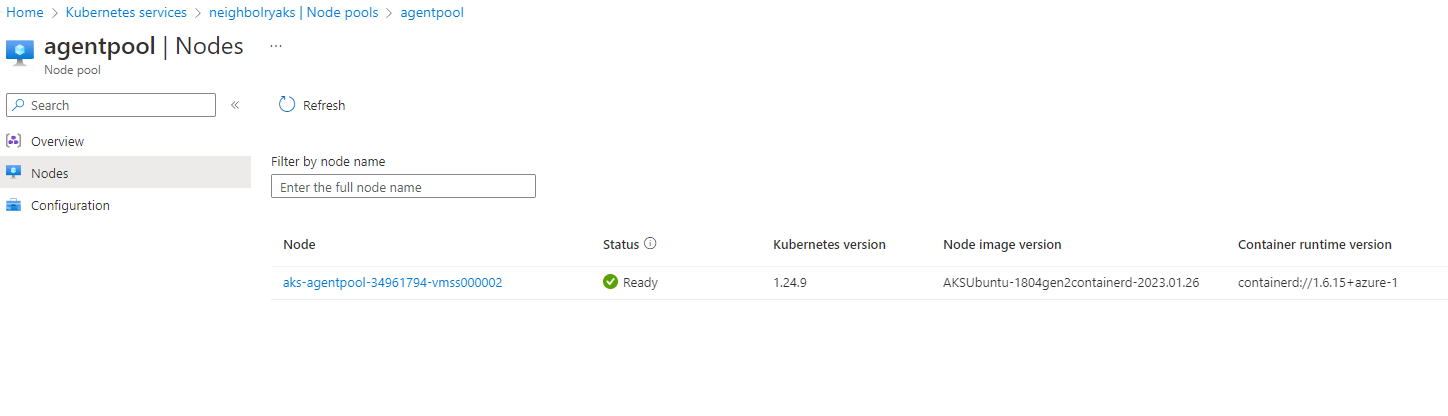 Home > Kubernetes services > neighbolryaks | Node pools > agentpool
agentpool | Nodes ...
Node pool
Search «
Refresh
Overview
Nodes
Configuration
Filter by node name
Enter the full node name
Node Status Kubernetes version Node image version Container runtime version
aks-agentpool-34961794-vmss000002 Ready 1.24.9 AKSUbuntu-1804gen2containerd-2023.01.26 containerd://1.6.15+azure-1